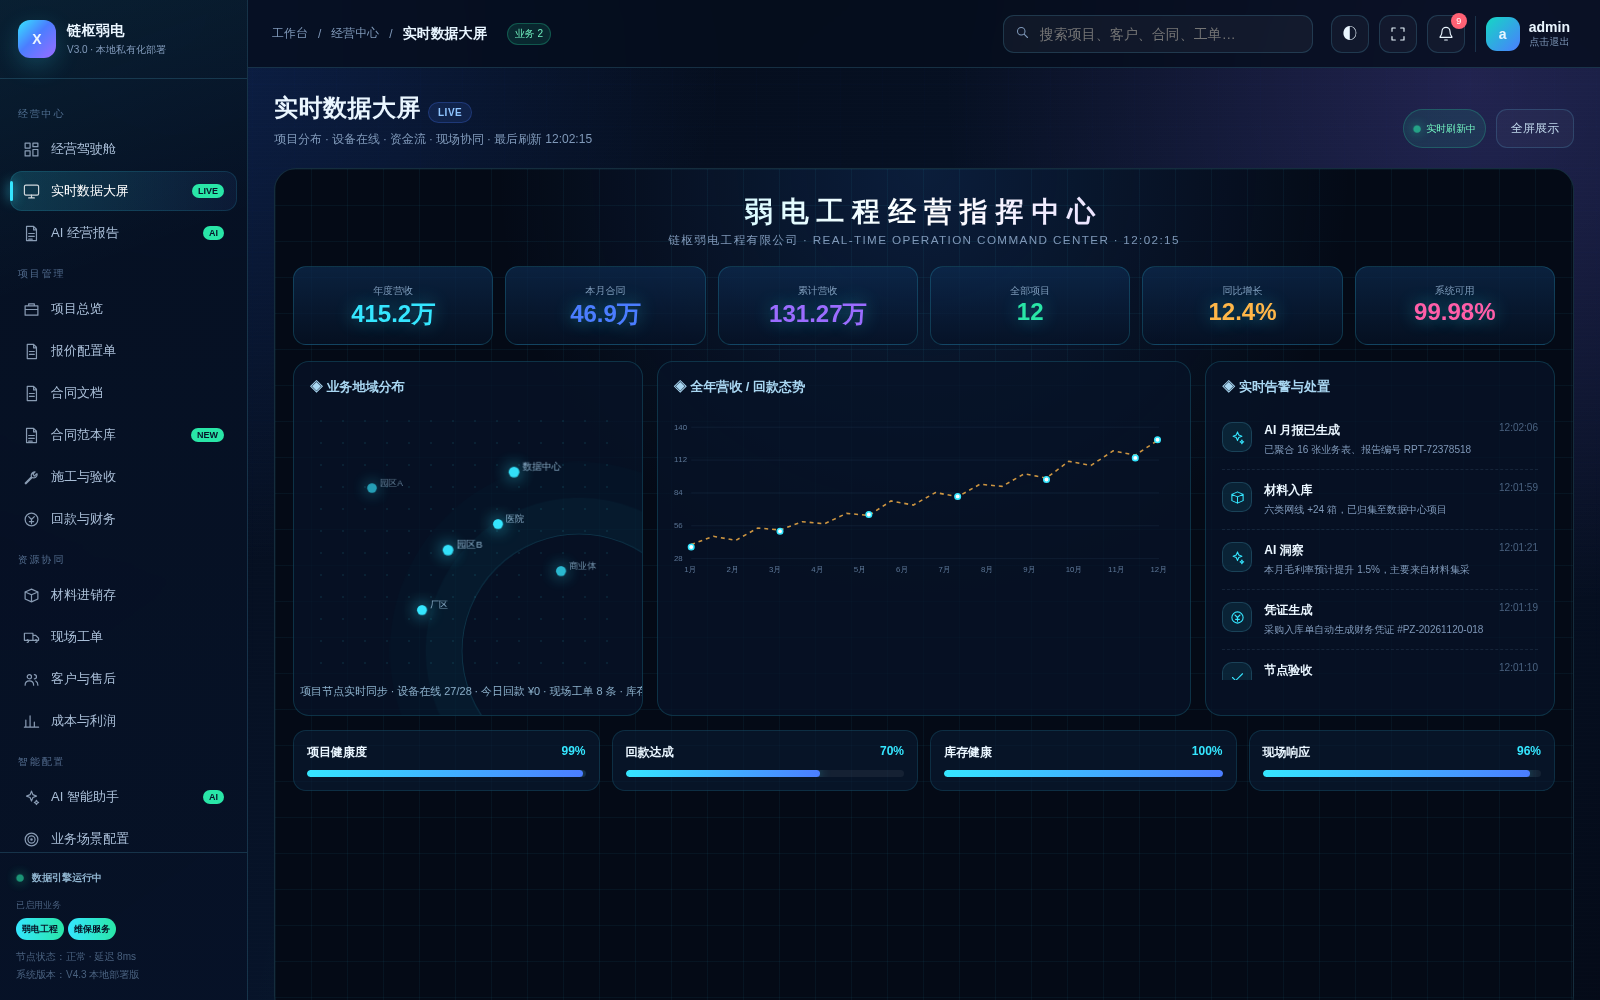 X
链枢弱电
V3.0 · 本地私有化部署
经营中心
经营驾驶舱
实时数据大屏 LIVE
AI 经营报告 AI
项目管理
项目总览
报价配置单
合同文档
合同范本库 NEW
施工与验收
回款与财务
资源协同
材料进销存
现场工单
客户与售后
成本与利润
智能配置
AI 智能助手 AI
业务场景配置
数据引擎运行中
已启用业务
弱电工程 维保服务
节点状态：正常 · 延迟 8ms
系统版本：V4.3 本地部署版
工作台 / 经营中心 / 实时数据大屏 业务 2
搜索项目、客户、合同、工单…
9
a
admin
点击退出
实时数据大屏 LIVE
项目分布 · 设备在线 · 资金流 · 现场协同 · 最后刷新 12:02:15
实时刷新中
全屏展示
弱电工程经营指挥中心
链枢弱电工程有限公司 · REAL-TIME OPERATION COMMAND CENTER · 12:02:15
年度营收
415.2万
本月合同
46.9万
累计营收
131.27万
全部项目
12
同比增长
12.4%
系统可用
99.98%
◈ 业务地域分布
数据中心
园区A
医院
园区B
商业体
厂区
项目节点实时同步 · 设备在线 27/28 · 今日回款 ¥0 · 现场工单 8 条 · 库存
◈ 全年营收 / 回款态势
140
112
84
56
28
1月 2月 3月 4月 5月 6月 7月 8月 9月 10月 11月 12月
◈ 实时告警与处置
AI 月报已生成 12:02:06
已聚合 16 张业务表、报告编号 RPT-72378518
材料入库 12:01:59
六类网线 +24 箱，已归集至数据中心项目
AI 洞察 12:01:21
本月毛利率预计提升 1.5%，主要来自材料集采
凭证生成 12:01:19
采购入库单自动生成财务凭证 #PZ-20261120-018
节点验收 12:01:10
项目健康度 99%
回款达成 70%
库存健康 100%
现场响应 96%